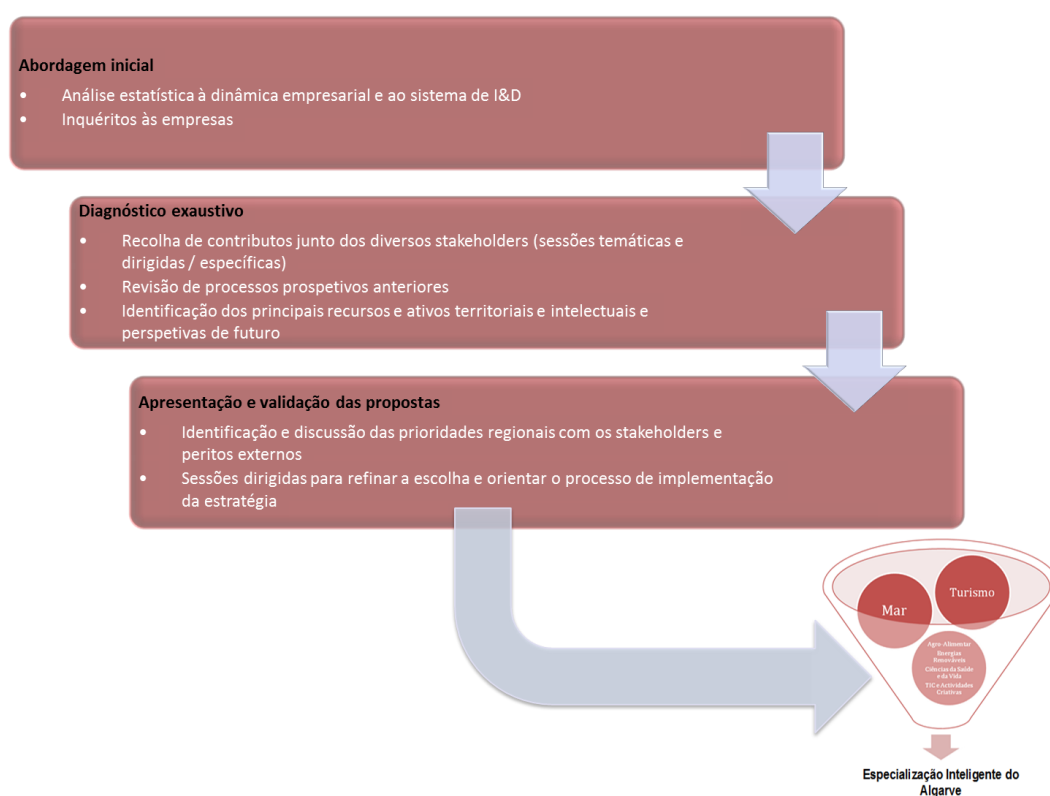 Abordagem inicial
• Análise estatística à dinâmica empresarial e ao sistema de I&D
• Inquéritos às empresas
Diagnóstico exaustivo
• Recolha de contributos junto dos diversos stakeholders (sessões temáticas e
dirigidas / específicas)
• Revisão de processos prospetivos anteriores
• Identificação dos principais recursos e ativos territoriais e intelectuais e
perspetivas de futuro
Apresentação e validação das propostas
• Identificação e discussão das prioridades regionais com os stakeholders e
peritos externos
• Sessões dirigidas para refinar a escolha e orientar o processo de implementação
da estratégia
Mar
Turismo
Agro-Alimentar
Energias
Renováveis
Ciências da Saúde
e da Vida
TIC e Actividades
Criativas
Especialização Inteligente do
Algarve